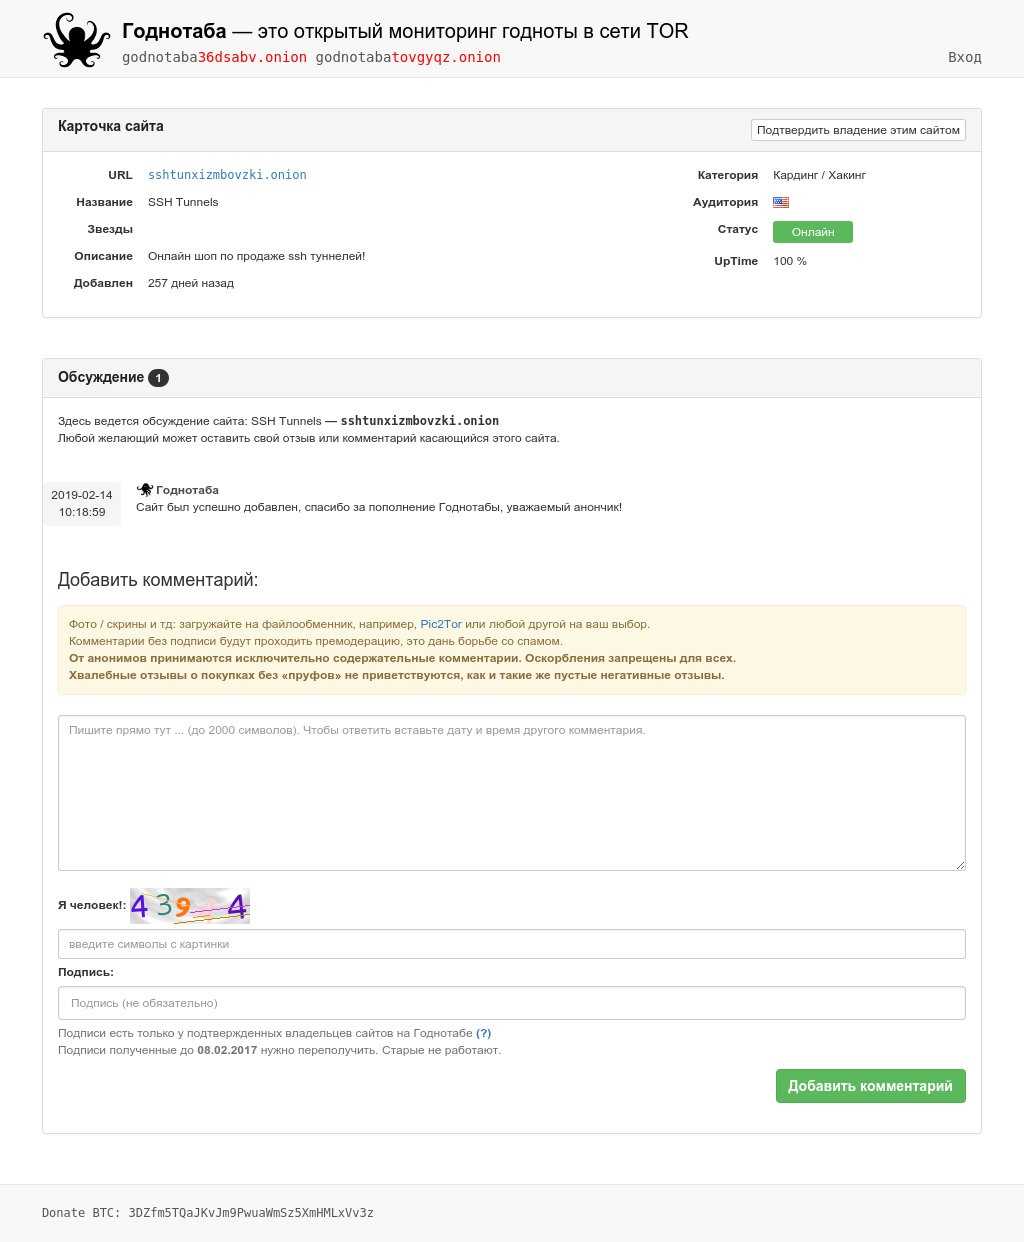 Годнотаба — это открытый мониторинг годноты в сети TOR
godnotaba36dsabv.onion godnotabatovgyqz.onion
Вход
Карточка сайта
Подтвердить владение этим сайтом
URL sshtunxizmbovzki.onion
Название SSH Tunnels
Звезды
Описание Онлайн шоп по продаже ssh туннелей!
Добавлен 257 дней назад
Категория Кардинг / Хакинг
Аудитория
Статус Онлайн
UpTime 100 %
Обсуждение 1
Здесь ведется обсуждение сайта: SSH Tunnels — sshtunxizmbovzki.onion
Любой желающий может оставить свой отзыв или комментарий касающийся этого сайта.
2019-02-14
10:18:59
Годнотаба
Сайт был успешно добавлен, спасибо за пополнение Годнотабы, уважаемый анончик!
Добавить комментарий:
Фото / скрины и тд: загружайте на файлообменник, например, Pic2Tor или любой другой на ваш выбор.
Комментарии без подписи будут проходить премодерацию, это дань борьбе со спамом.
От анонимов принимаются исключительно содержательные комментарии. Оскорбления запрещены для всех.
Хвалебные отзывы о покупках без «пруфов» не приветствуются, как и такие же пустые негативные отзывы.
Пишите прямо тут ... (до 2000 символов). Чтобы ответить вставьте дату и время другого комментария.
Я человек!: 439 4
введите символы с картинки
Подпись:
Подпись (не обязательно)
Подписи есть только у подтвержденных владельцев сайтов на Годнотабе (?)
Подписи полученные до 08.02.2017 нужно переполучить. Старые не работают.
Добавить комментарий
Donate BTC: 3DZfm5TQaJKvJm9PwuaWmSz5XmHMLxVv3z